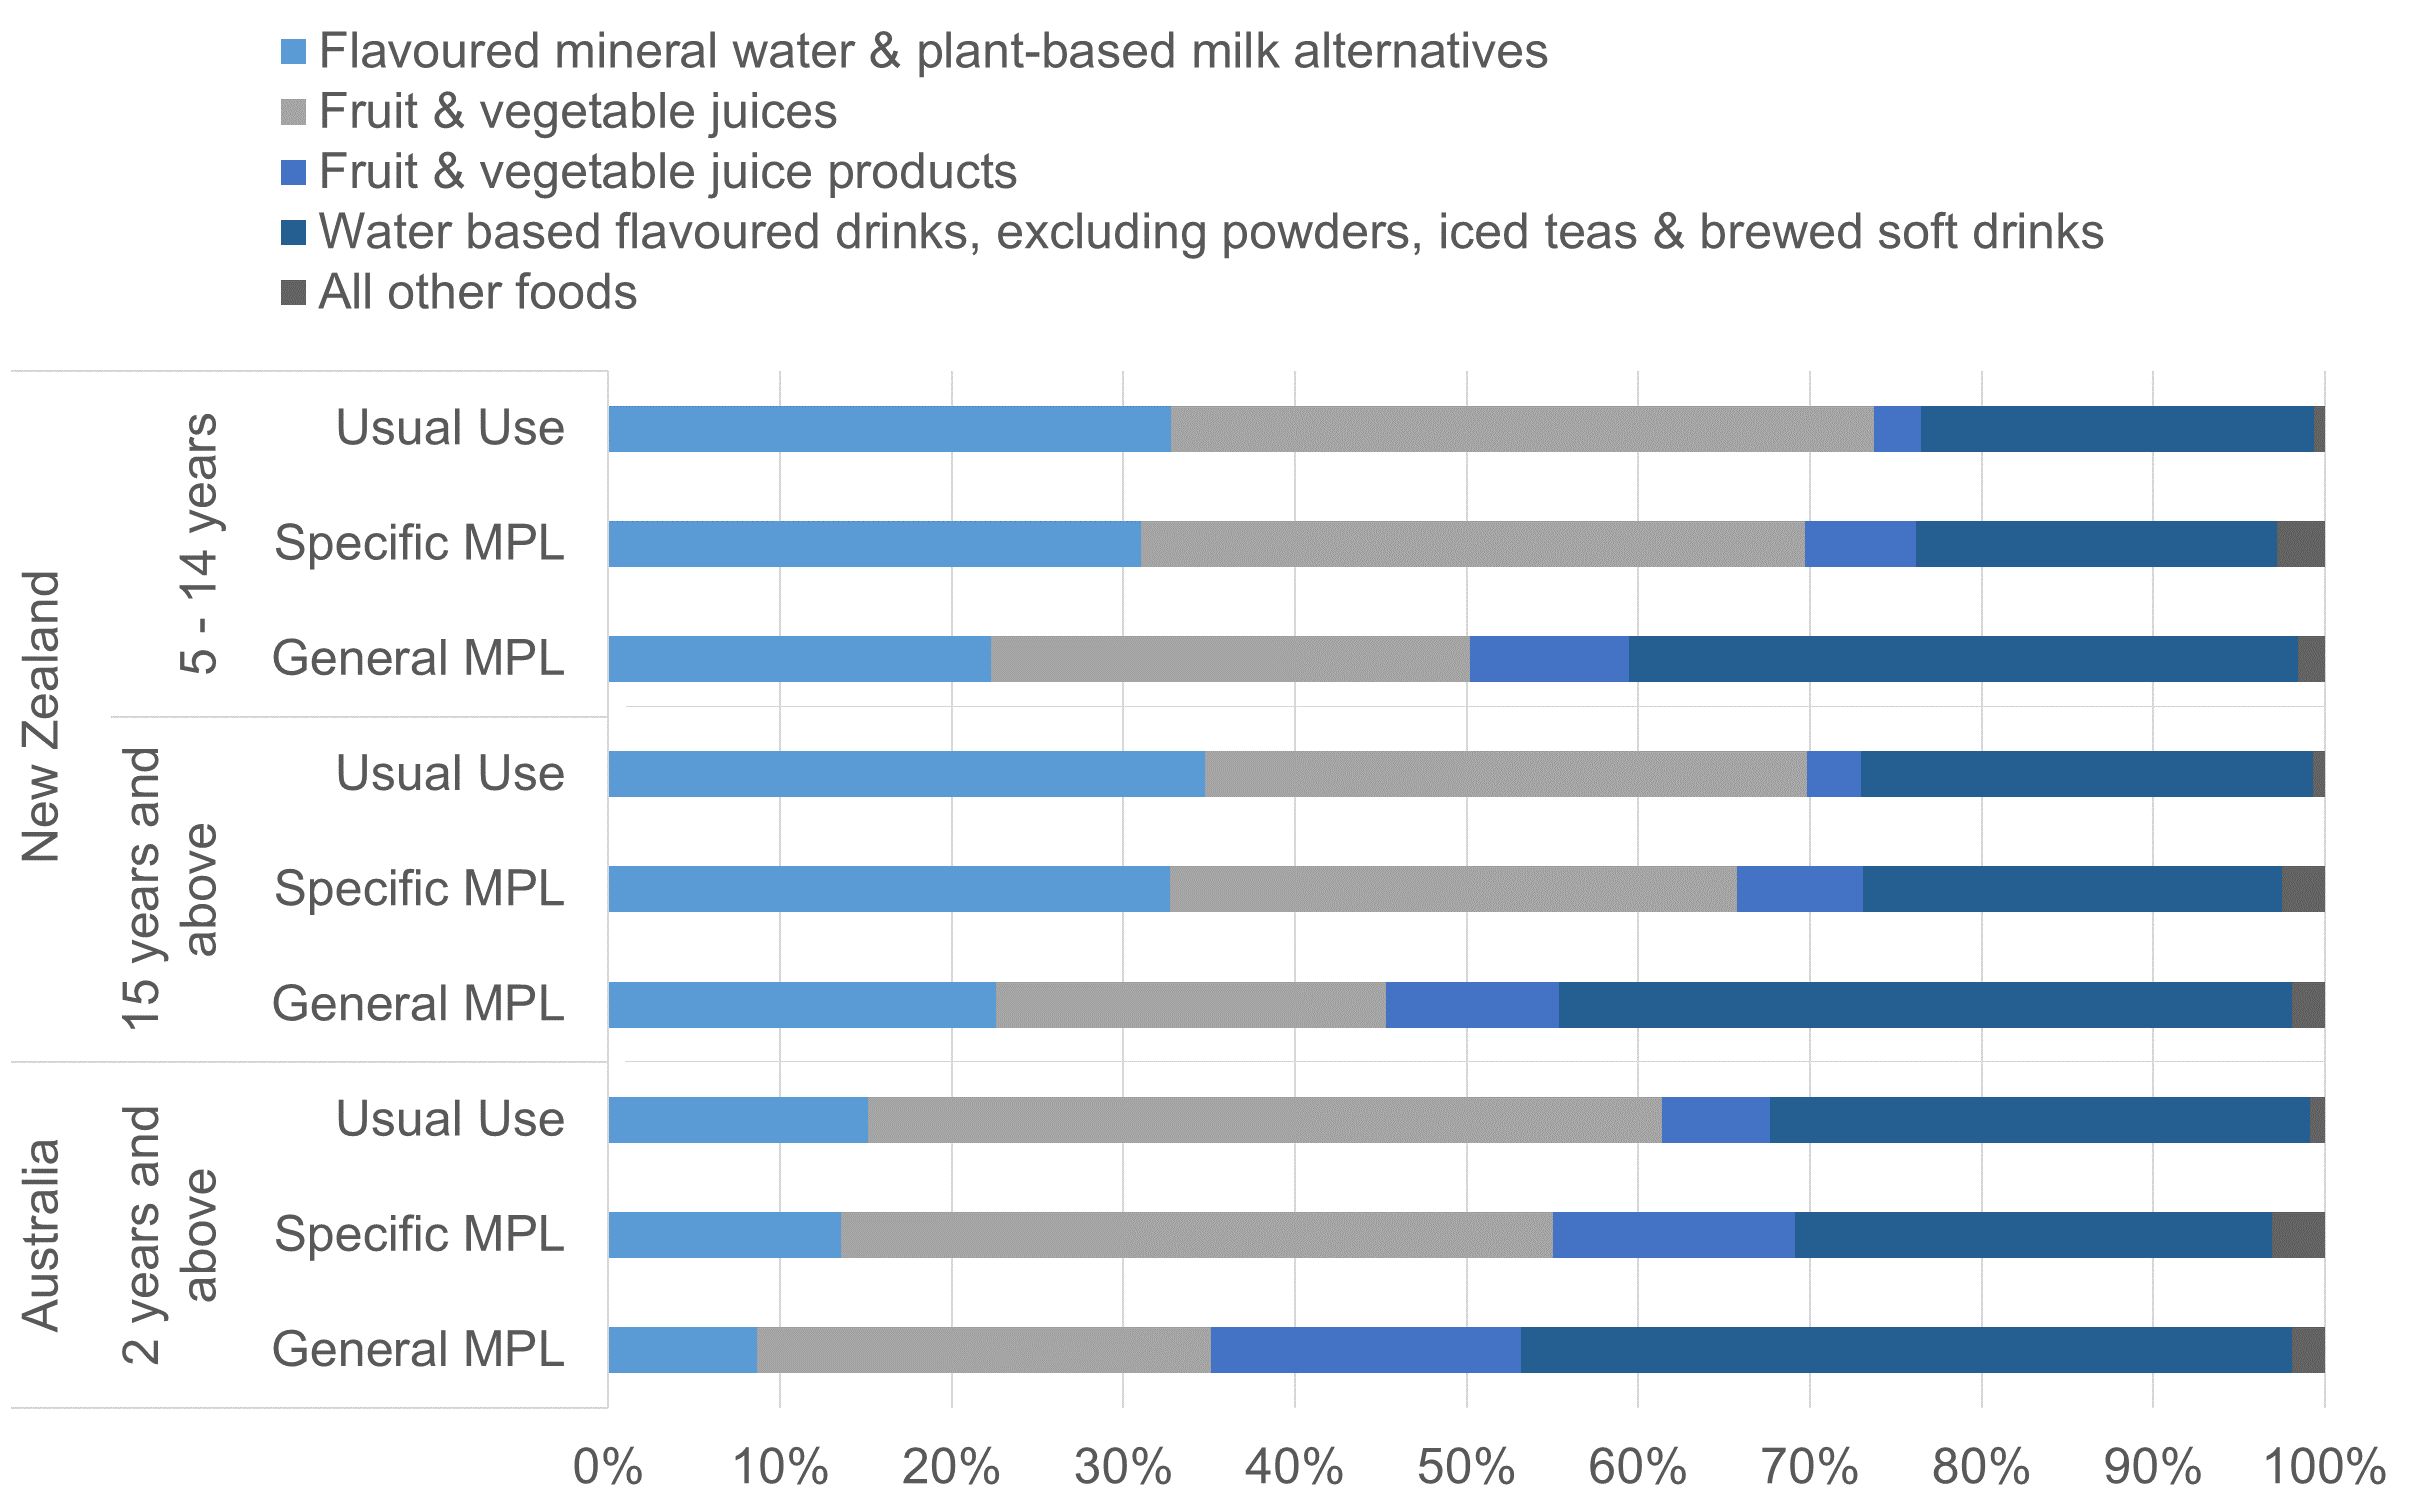 Flavoured mineral water & plant-based milk alternatives
Fruit & vegetable juices
Fruit & vegetable juice products
Water based flavoured drinks, excluding powders, iced teas & brewed soft drinks
All other foods
New Zealand
5 - 14 years
Usual Use
Specific MPL
General MPL
15 years and
above
Usual Use
Specific MPL
General MPL
Australia
2 years and
above
Usual Use
Specific MPL
General MPL
0% 10% 20% 30% 40% 50% 60% 70% 80% 90% 100%